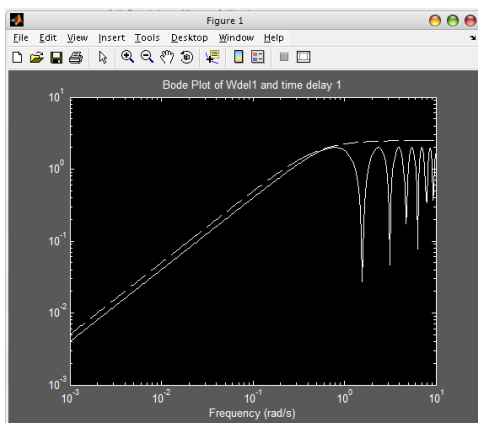 Figure 1
File Edit View Insert Tools Desktop Window Help
Bode Plot of Wdel1 and time delay 1
10^1
10^0
10^-1
10^-2
10^-3
10^-3 10^-2 10^-1 10^0 10^1
Frequency (rad/s)